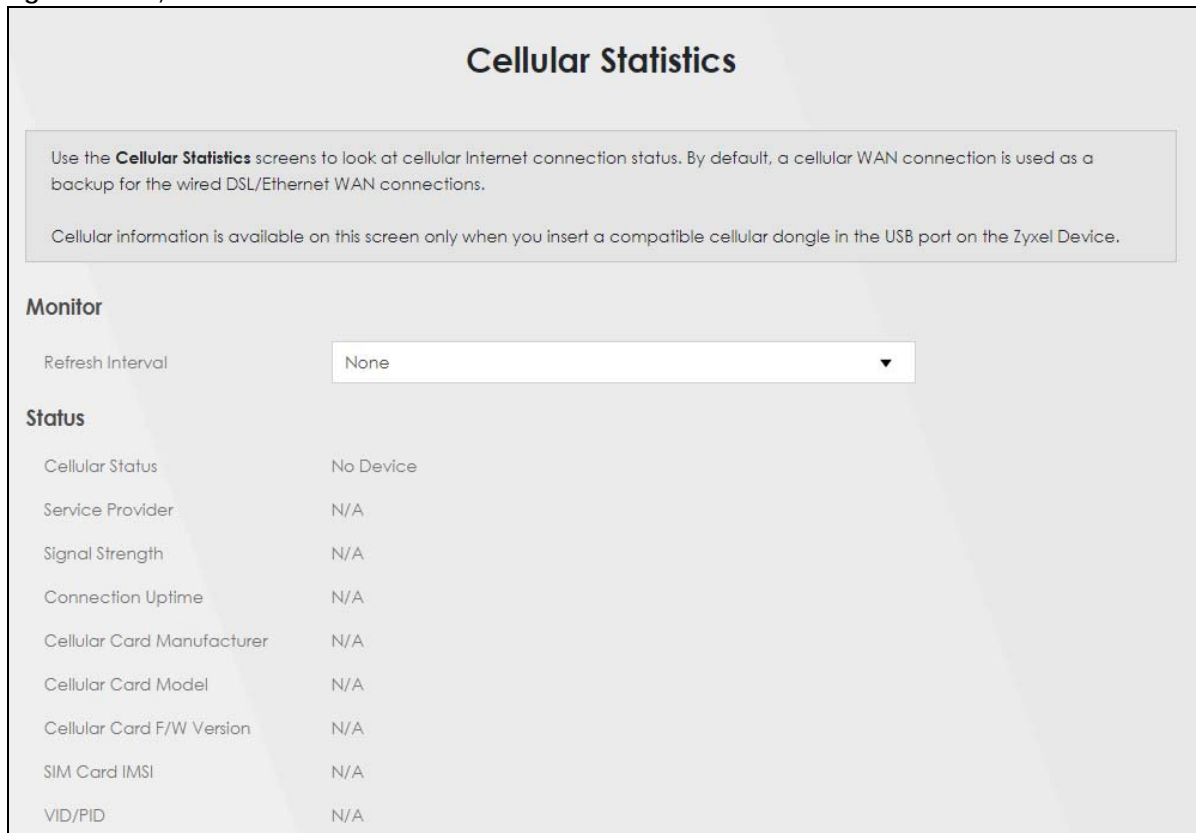 Cellular Statistics
Use the Cellular Statistics screens to look at cellular Internet connection status. By default, a cellular WAN connection is used as a
backup for the wired DSL/Ethernet WAN connections.
Cellular information is available on this screen only when you insert a compatible cellular dongle in the USB port on the Zyxel Device.
Monitor
Refresh Interval None
Status
Cellular Status No Device
Service Provider N/A
Signal Strength N/A
Connection Uptime N/A
Cellular Card Manufacturer N/A
Cellular Card Model N/A
Cellular Card F/W Version N/A
SIM Card IMSI N/A
VID/PID N/A